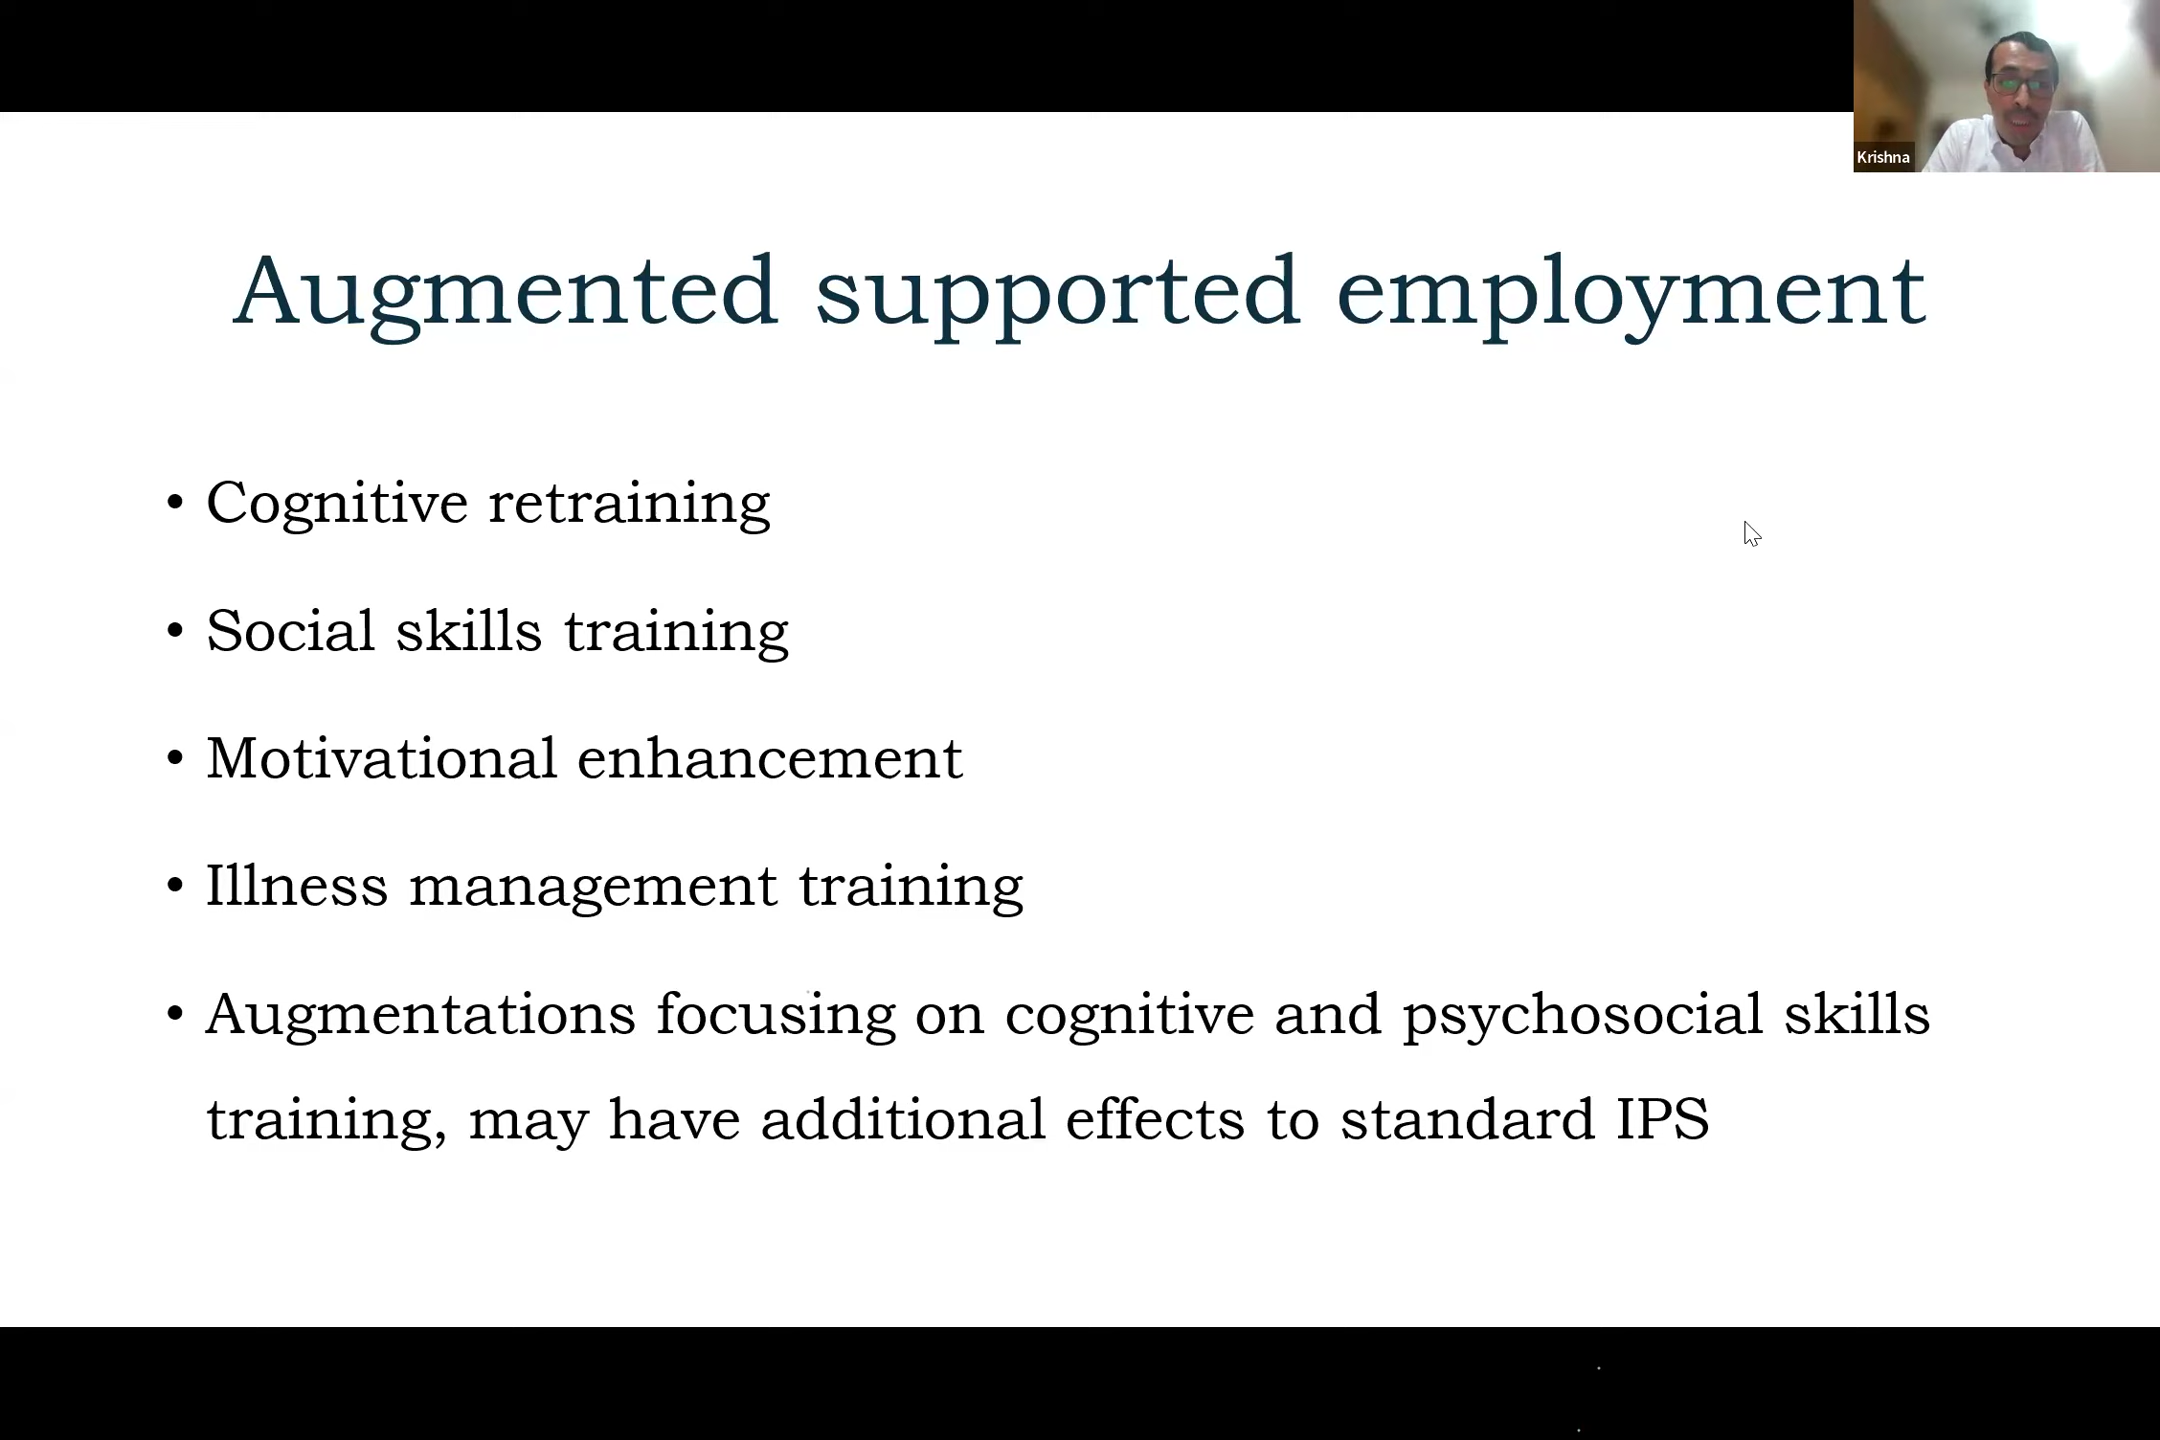 Krishna
Augmented supported employment
• Cognitive retraining
• Social skills training
• Motivational enhancement
• Illness management training
• Augmentations focusing on cognitive and psychosocial skills
training, may have additional effects to standard IPS